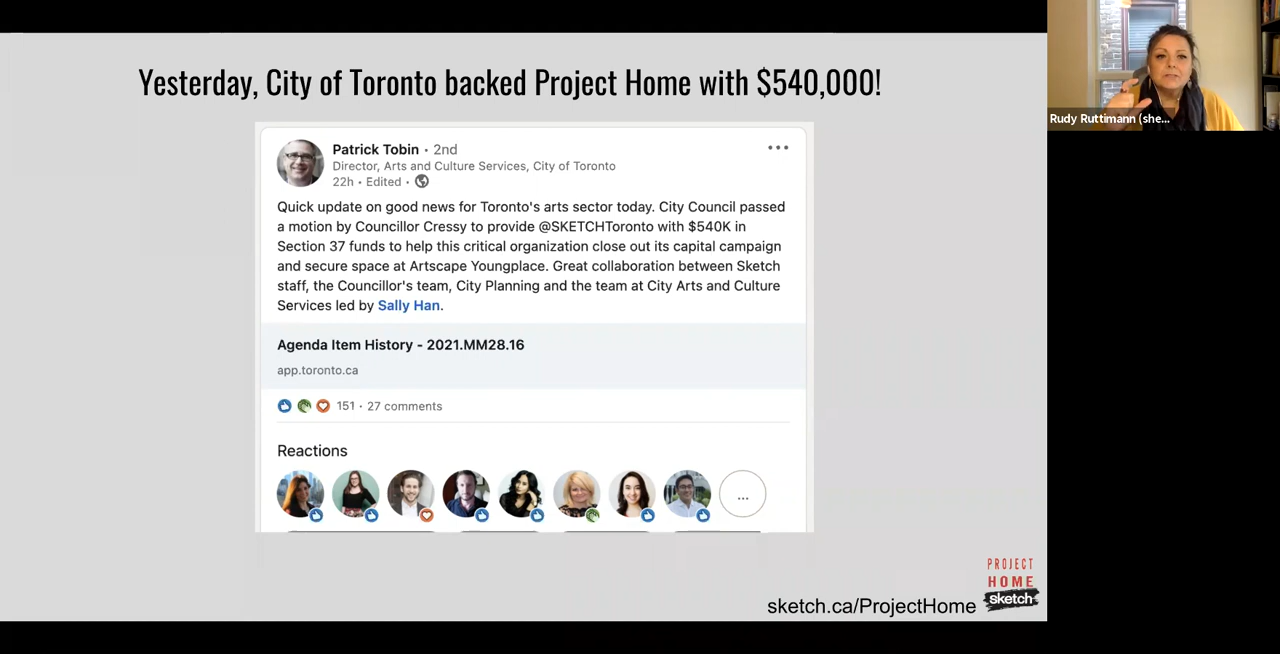 Yesterday, City of Toronto backed Project Home with $540,000!
Rudy Ruttimann (she...
Patrick Tobin • 2nd
Director, Arts and Culture Services, City of Toronto
22h • Edited •
Quick update on good news for Toronto's arts sector today. City Council passed
a motion by Councillor Cressy to provide @SKETCHToronto with $540K in
Section 37 funds to help this critical organization close out its capital campaign
and secure space at Artscape Youngplace. Great collaboration between Sketch
staff, the Councillor's team, City Planning and the team at City Arts and Culture
Services led by Sally Han.
Agenda Item History - 2021.MM28.16
app.toronto.ca
151 • 27 comments
Reactions
...
PROJECT
HOME
sketch
sketch.ca/ProjectHome